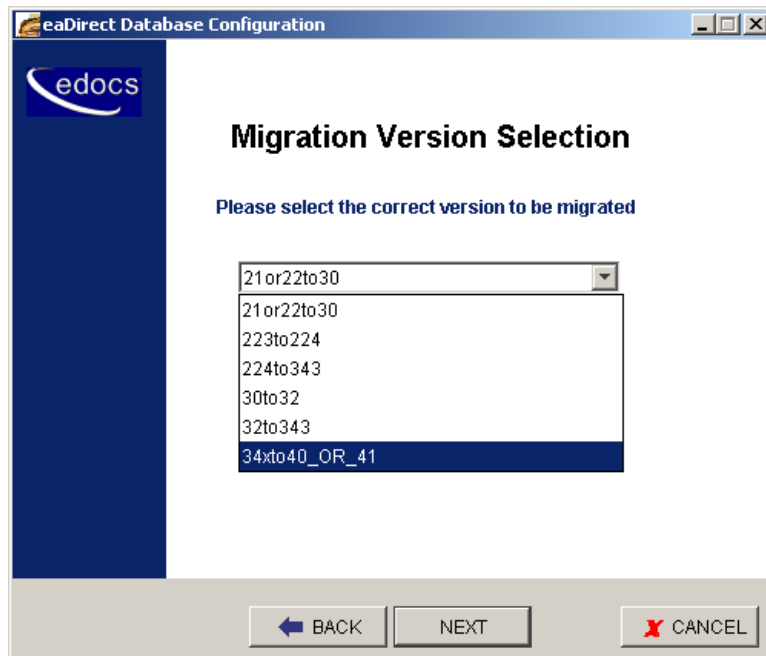 eaDirect Database Configuration
edocs
Migration Version Selection
Please select the correct version to be migrated
21or22to30
21or22to30
223to224
224to343
30to32
32to343
34xto40_OR_41
BACK NEXT CANCEL